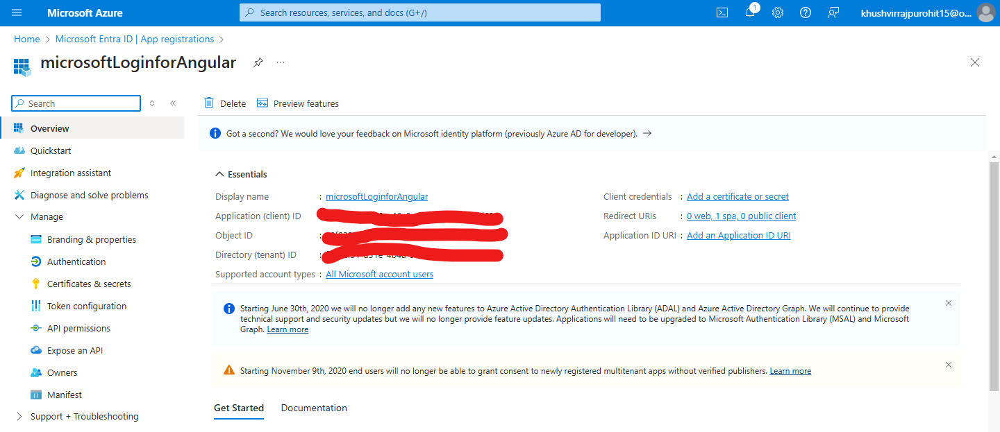 Microsoft Azure
Search resources, services, and docs (G+/)
1
khushvirrajpurohit15@o...
Home > Microsoft Entra ID | App registrations >
microsoftLoginforAngular
...
Search
Delete
Preview features
Overview
Quickstart
Integration assistant
Diagnose and solve problems
Manage
Branding & properties
Authentication
Certificates & secrets
Token configuration
API permissions
Expose an API
Owners
Manifest
Support + Troubleshooting
Got a second? We would love your feedback on Microsoft identity platform (previously Azure AD for developer). →
Essentials
Display name : microsoftLoginforAngular
Application (client) ID
Object ID :
Directory (tenant) ID :
Supported account types : All Microsoft account users
Client credentials : Add a certificate or secret
Redirect URIs : 0 web, 1 spa, 0 public client
Application ID URI : Add an Application ID URI
Starting June 30th, 2020 we will no longer add any new features to Azure Active Directory Authentication Library (ADAL) and Azure Active Directory Graph. We will continue to provide
technical support and security updates but we will no longer provide feature updates. Applications will need to be upgraded to Microsoft Authentication Library (MSAL) and Microsoft
Graph. Learn more
Starting November 9th, 2020 end users will no longer be able to grant consent to newly registered multitenant apps without verified publishers. Learn more
Get Started
Documentation